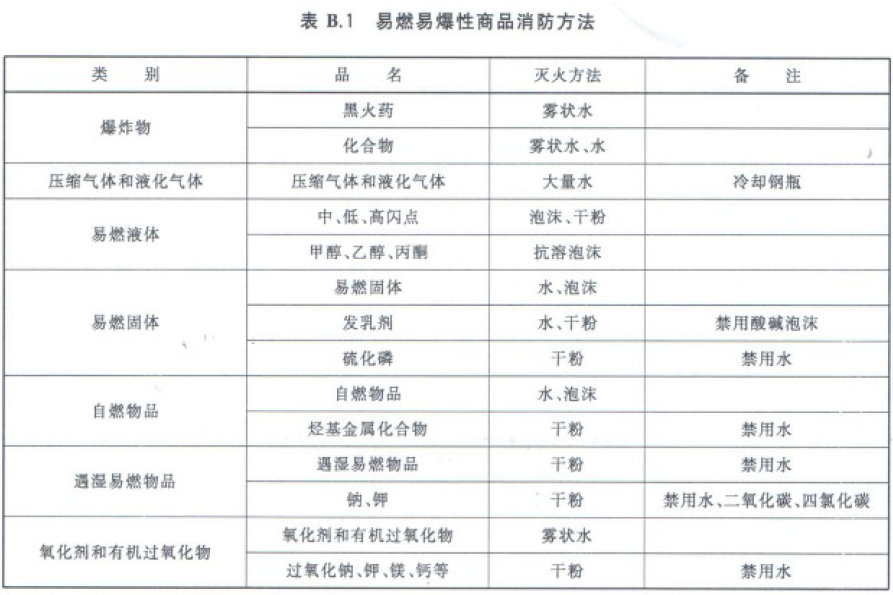 表 B.1 易燃易爆性商品消防方法
类 别 品 名 灭火方法 备 注
爆炸物 黑火药 雾状水
化合物 雾状水、水
压缩气体和液化气体 压缩气体和液化气体 大量水 冷却钢瓶
易燃液体 中、低、高闪点 泡沫、干粉
甲醇、乙醇、丙酮 抗溶泡沫
易燃固体 易燃固体 水、泡沫
发乳剂 水、干粉 禁用酸碱泡沫
硫化磷 干粉 禁用水
自燃物品 自燃物品 水、泡沫
烃基金属化合物 干粉 禁用水
遇湿易燃物品 遇湿易燃物品 干粉 禁用水
钠、钾 干粉 禁用水、二氧化碳、四氯化碳
氧化剂和有机过氧化物 氧化剂和有机过氧化物 雾状水
过氧化钠、钾、镁、钙等 干粉 禁用水